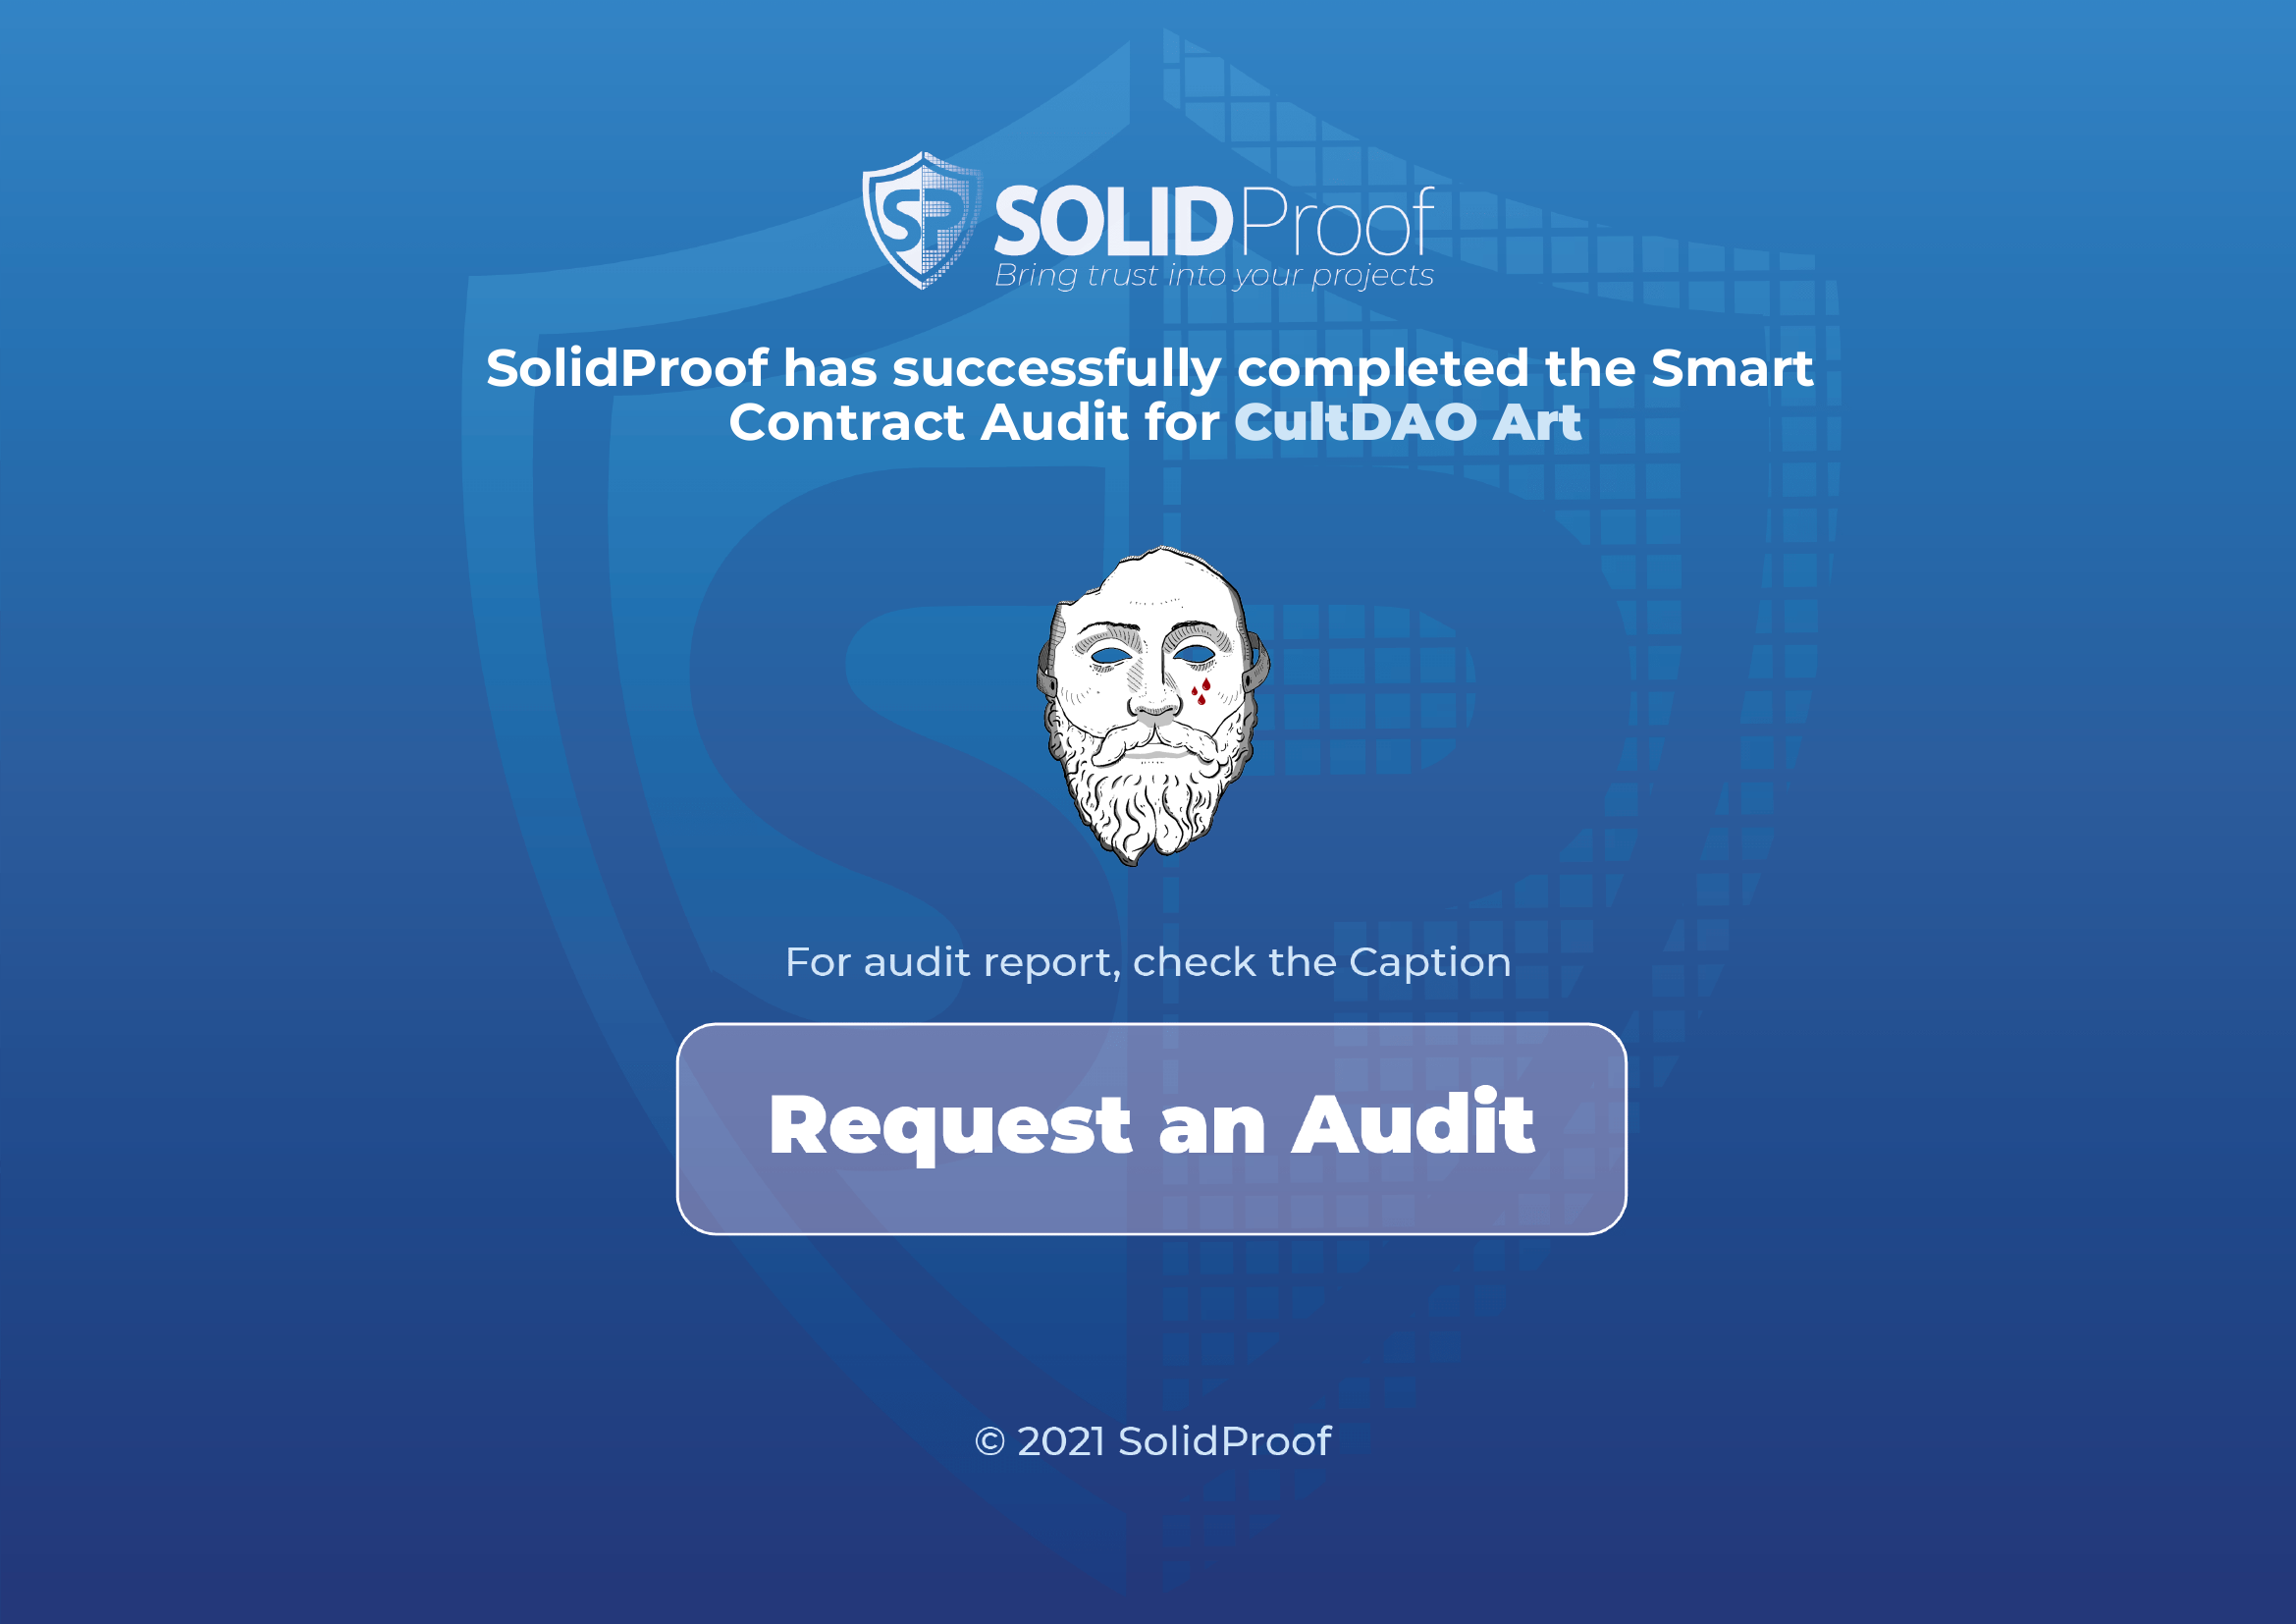 SP SOLIDProof
Bring trust into your projects
SolidProof has successfully completed the Smart
Contract Audit for CultDAO Art
For audit report, check the Caption
Request an Audit
© 2021 SolidProof